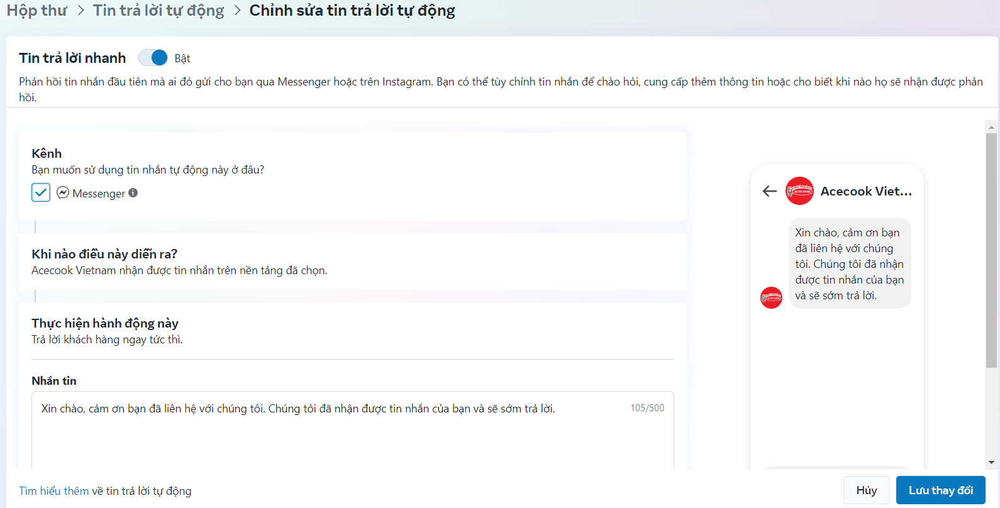 Hộp thư > Tin trả lời tự động > Chỉnh sửa tin trả lời tự động
Tin trả lời nhanh Bật
Phản hồi tin nhắn đầu tiên mà ai đó gửi cho bạn qua Messenger hoặc trên Instagram. Bạn có thể tùy chỉnh tin nhắn để chào hỏi, cung cấp thêm thông tin hoặc cho biết khi nào họ sẽ nhận được phản
hồi.
Kênh
Bạn muốn sử dụng tin nhắn tự động này ở đâu?
Messenger
Khi nào điều này diễn ra?
Acecook Vietnam nhận được tin nhắn trên nền tảng đã chọn.
Thực hiện hành động này
Trả lời khách hàng ngay tức thì.
Nhắn tin
Xin chào, cảm ơn bạn đã liên hệ với chúng tôi. Chúng tôi đã nhận được tin nhắn của bạn và sẽ sớm trả lời. 105/500
Acecook Viet...
Xin chào, cảm ơn bạn
đã liên hệ với chúng
tôi. Chúng tôi đã nhận
được tin nhắn của bạn
và sẽ sớm trả lời.
Tìm hiểu thêm về tin trả lời tự động
Hủy
Lưu thay đổi